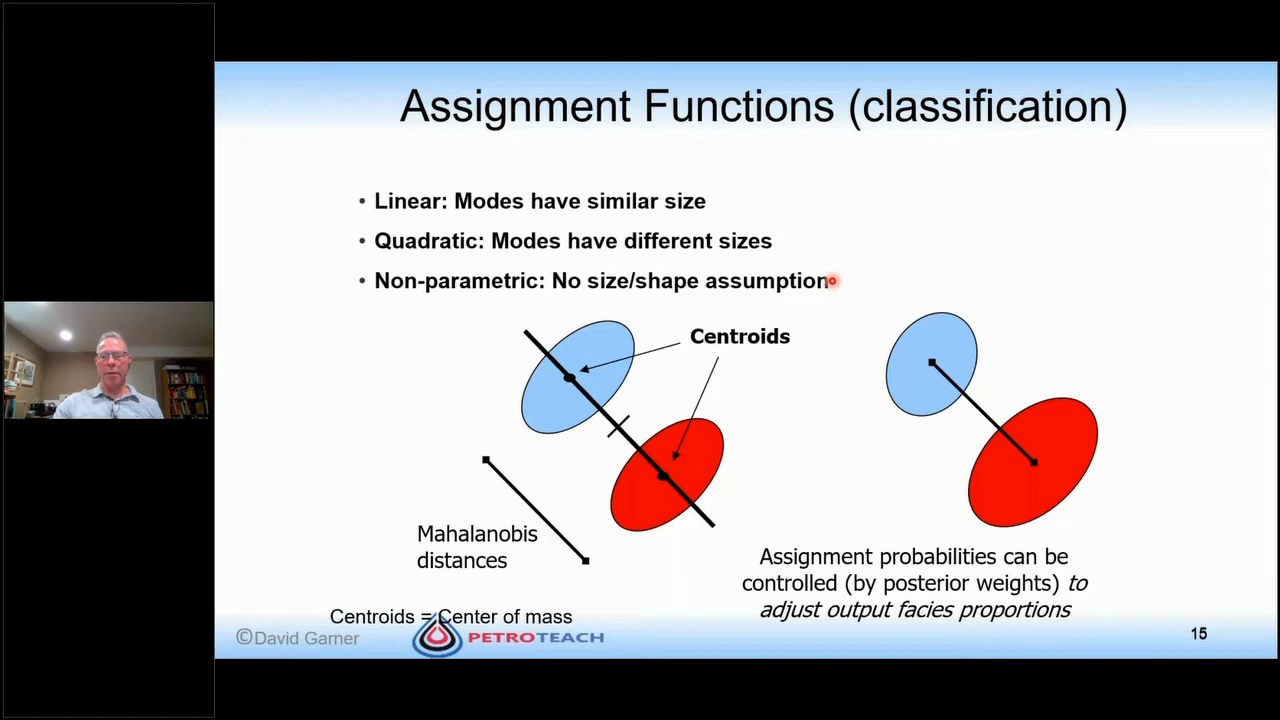 Assignment Functions (classification)
• Linear: Modes have similar size
• Quadratic: Modes have different sizes
• Non-parametric: No size/shape assumption
Centroids
Mahalanobis
distances
Assignment probabilities can be
controlled (by posterior weights) to
adjust output facies proportions
Centroids = Center of mass
©David Garner
PETROTEACH
15